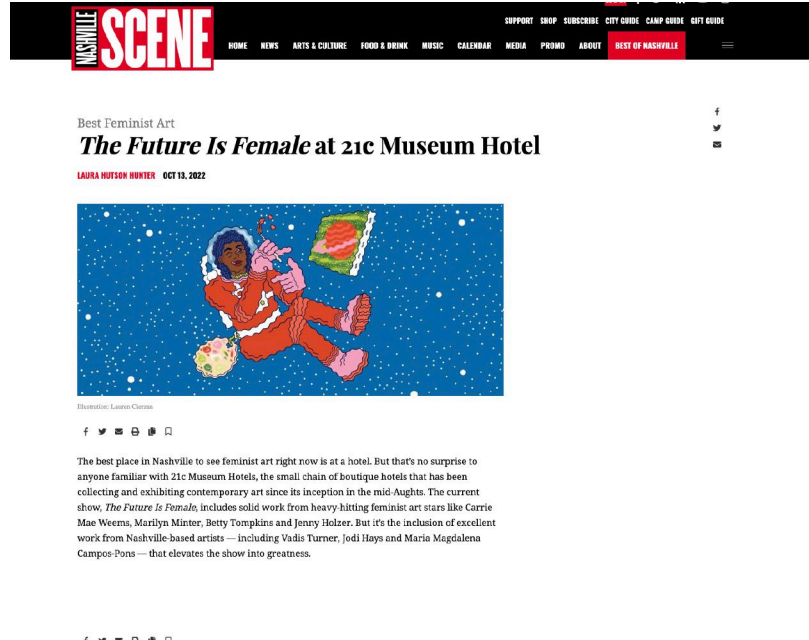 NASHVILLE
SCENE
SUPPORT SHOP SUBSCRIBE CITY GUIDE CAMP GUIDE GIFT GUIDE
HOME NEWS ARTS & CULTURE FOOD & DRINK MUSIC CALENDAR MEDIA PROMO ABOUT BEST OF NASHVILLE
Best Feminist Art
The Future Is Female at 21c Museum Hotel
LAURA HUTSON HUNTER OCT 13, 2022
Illustration: Lauren Cierzan
The best place in Nashville to see feminist art right now is at a hotel. But that's no surprise to
anyone familiar with 21c Museum Hotels, the small chain of boutique hotels that has been
collecting and exhibiting contemporary art since its inception in the mid-Aughts. The current
show, The Future Is Female, includes solid work from heavy-hitting feminist art stars like Carrie
Mae Weems, Marilyn Minter, Betty Tompkins and Jenny Holzer. But it's the inclusion of excellent
work from Nashville-based artists — including Vadis Turner, Jodi Hays and Maria Magdalena
Campos-Pons — that elevates the show into greatness.